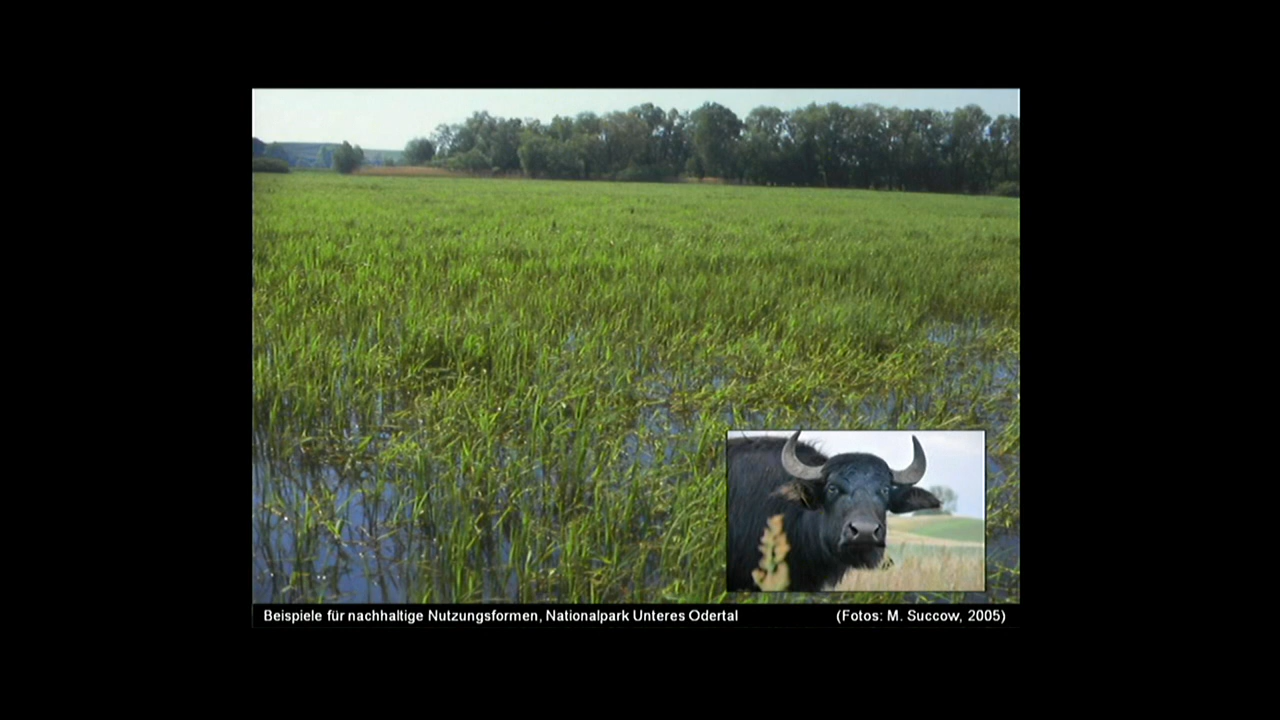 Beispiele für nachhaltige Nutzungsformen, Nationalpark Unteres Odertal (Fotos: M. Succow, 2005)